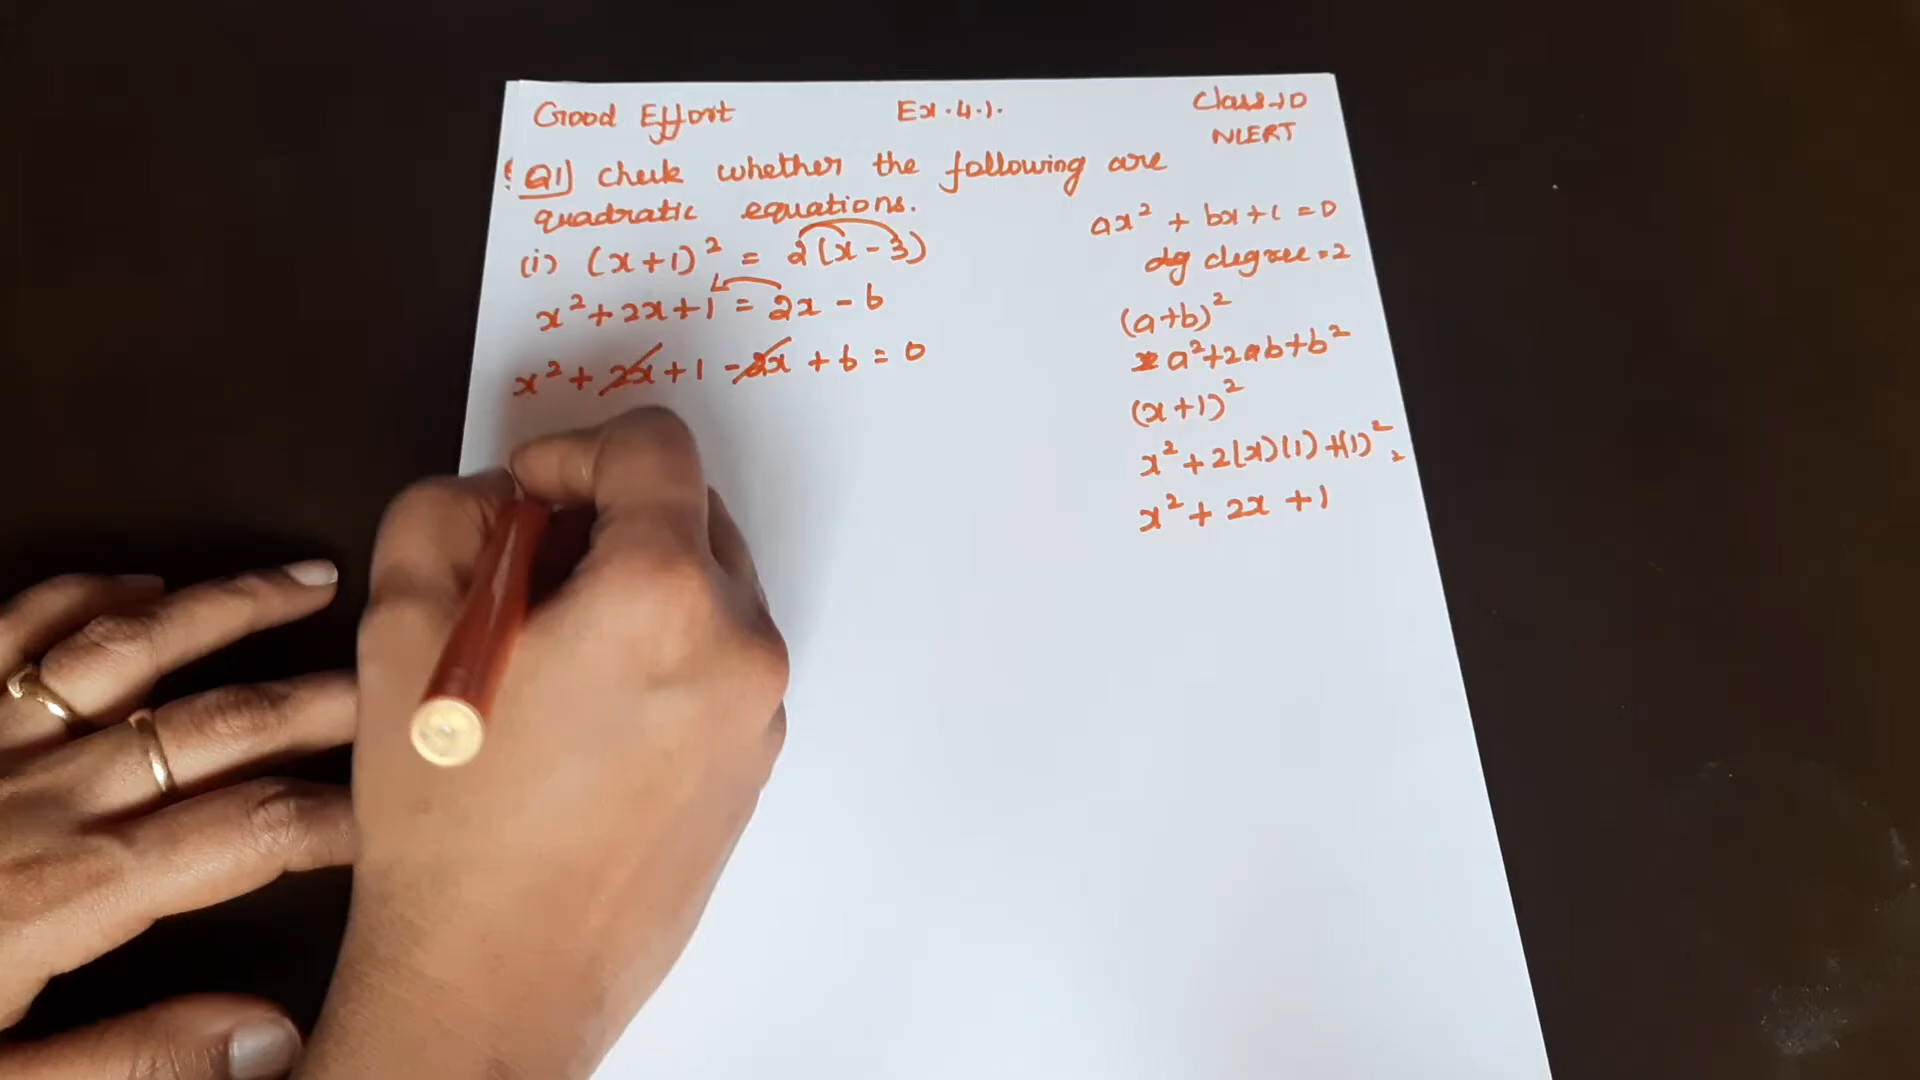 Good Effort Ex.4.1. Class-10
NCERT
Q1) check whether the following are
quadratic equations.
(i) (x+1)² = 2(x-3)
x²+2x+1 = 2x - 6
x² + 2x + 1 - 2x + 6 = 0
ax² + bx + c = 0
dg degree = 2
(a+b)²
a²+2ab+b²
(x+1)²
x² + 2(x)(1) + (1)²
x² + 2x + 1